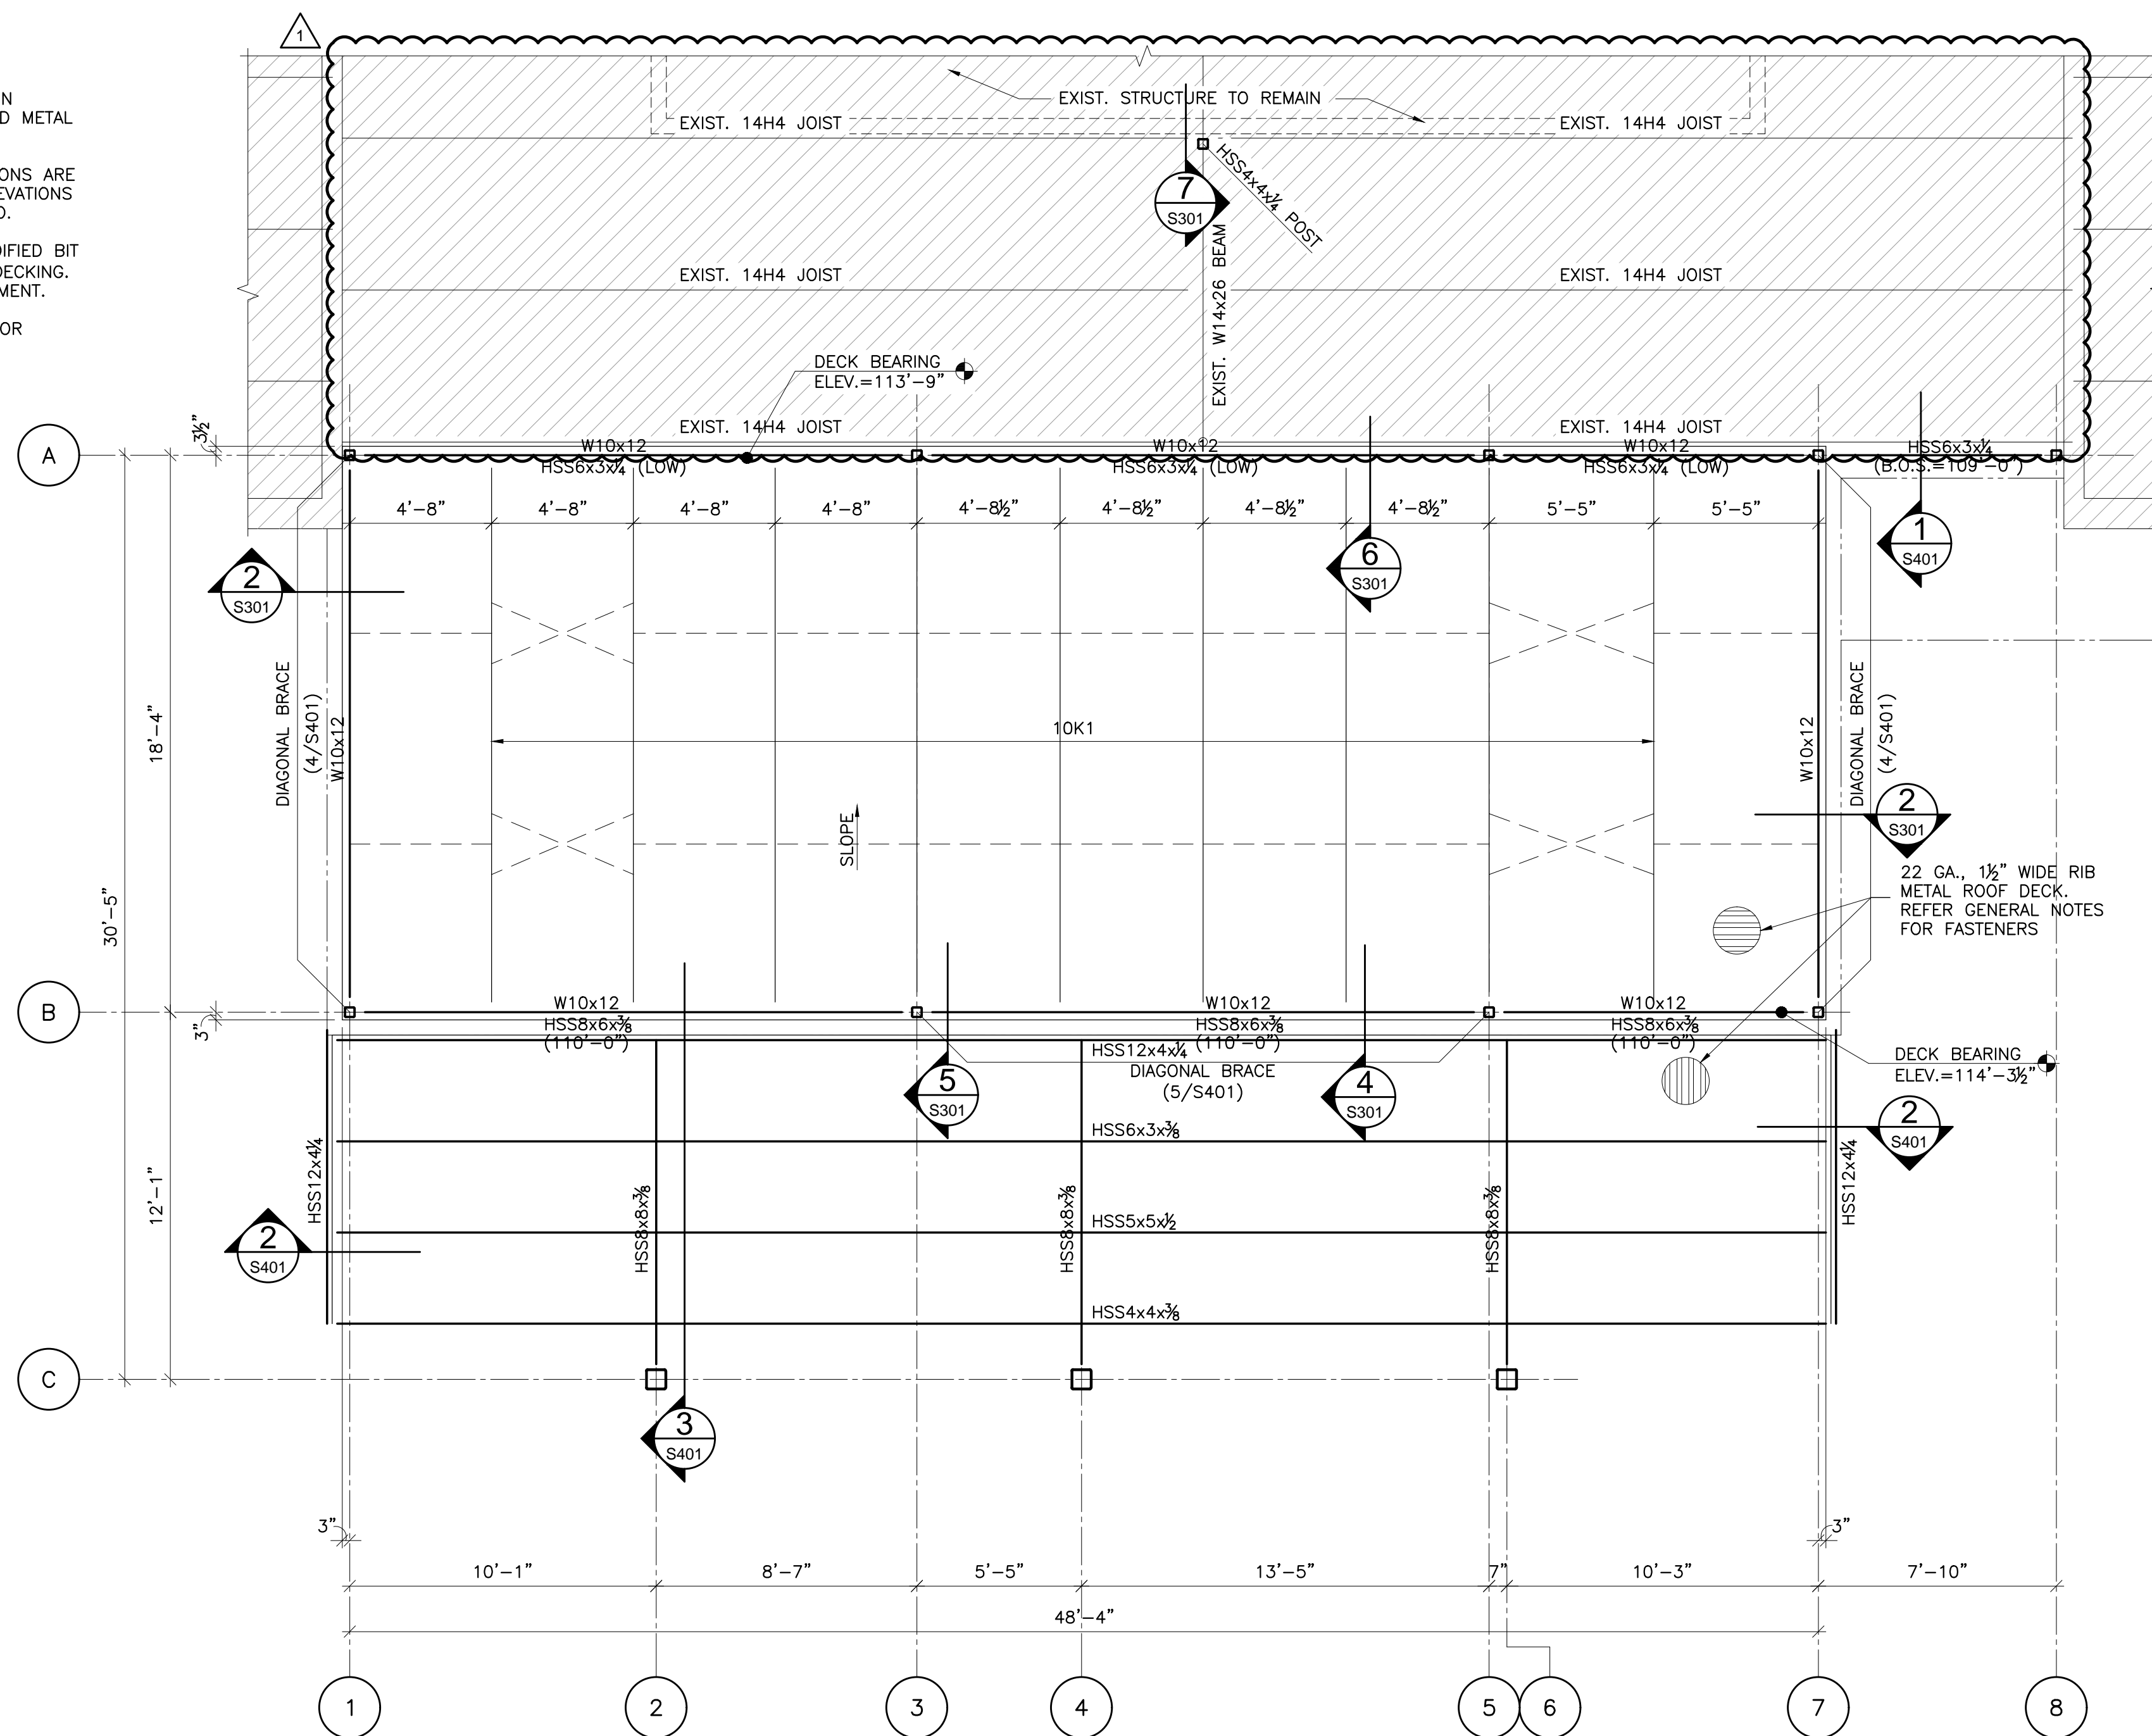 1
N
D METAL
ONS ARE
EVATIONS
D.
DIFIED BIT
DECKING.
MENT.
OR
EXIST. STRUCTURE TO REMAIN
EXIST. 14H4 JOIST
EXIST. 14H4 JOIST
HSS4x4x¼ POST
7
S301
EXIST. W14x26 BEAM
EXIST. 14H4 JOIST
EXIST. 14H4 JOIST
DECK BEARING
ELEV.=113'-9"
EXIST. 14H4 JOIST
EXIST. 14H4 JOIST
3½"
A
W10x12
W10x12
W10x12
HSS6x3x¼
HSS6x3x¼ (LOW)
HSS6x3x¼ (LOW)
HSS6x3x¼ (LOW)
(B.O.S.=109'-0")
4'-8"
4'-8"
4'-8"
4'-8"
4'-8½"
4'-8½"
4'-8½"
4'-8½"
5'-5"
5'-5"
6
S301
1
S401
2
S301
DIAGONAL BRACE
(4/S401)
W10x12
18'-4"
10K1
W10x12
DIAGONAL BRACE
(4/S401)
2
S301
SLOPE
30'-5"
22 GA., 1½" WIDE RIB
METAL ROOF DECK.
REFER GENERAL NOTES
FOR FASTENERS
B
3"
W10x12
W10x12
W10x12
HSS8x6x⅜
(110'-0")
HSS8x6x⅜
(110'-0")
HSS8x6x⅜
(110'-0")
HSS12x4x¼
DIAGONAL BRACE
(5/S401)
DECK BEARING
ELEV.=114'-3½"
5
S301
4
S301
2
S401
HSS6x3x⅜
HSS12x4¼
HSS12x4¼
12'-1"
HSS8x8x⅜
HSS8x8x⅜
HSS8x8x⅜
HSS5x5x½
2
S401
HSS4x4x⅜
C
3
S401
3"
3"
10'-1"
8'-7"
5'-5"
13'-5"
7"
10'-3"
7'-10"
48'-4"
1
2
3
4
5
6
7
8